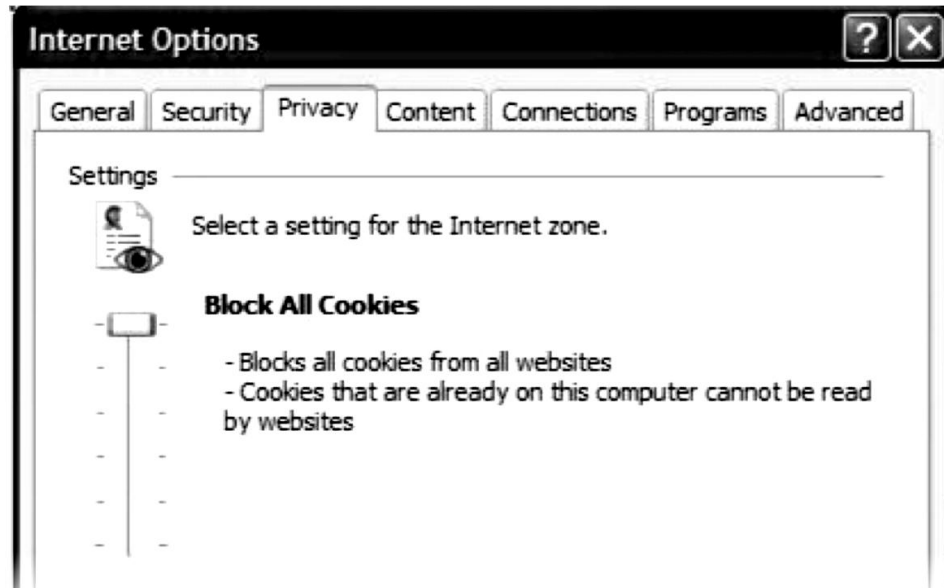 Internet Options
General Security Privacy Content Connections Programs Advanced
Settings
Select a setting for the Internet zone.
Block All Cookies
- Blocks all cookies from all websites
- Cookies that are already on this computer cannot be read
by websites